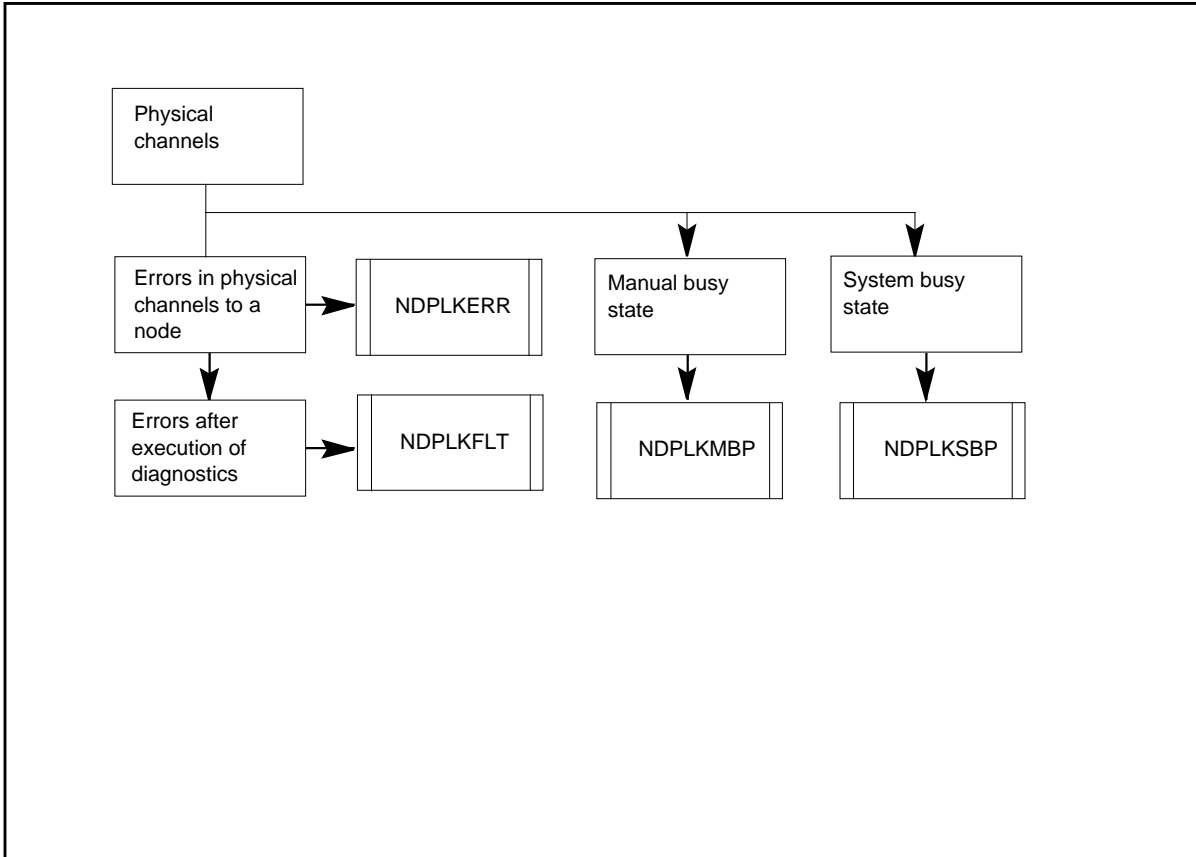 Physical
channels
Errors in physical
channels to a
node
NDPLKERR
Manual busy
state
System busy
state
Errors after
execution of
diagnostics
NDPLKFLT
NDPLKMBP
NDPLKSBP